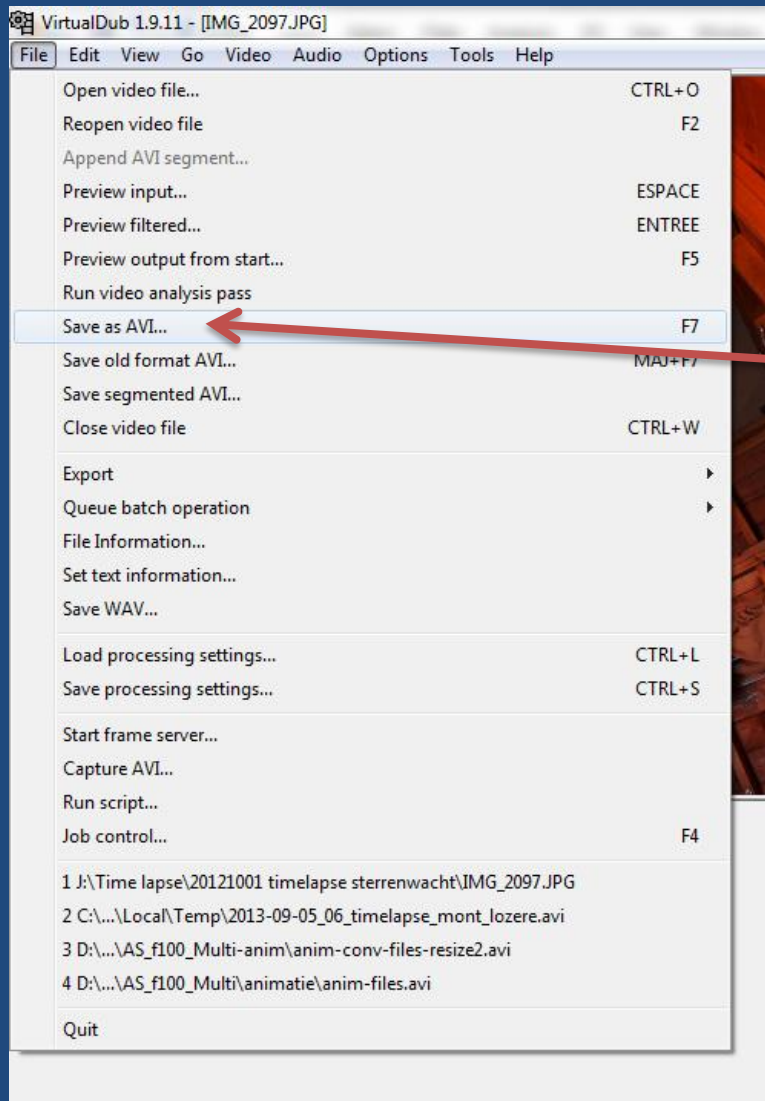 VirtualDub 1.9.11 - [IMG_2097.JPG]
File Edit View Go Video Audio Options Tools Help
Open video file... CTRL+O
Reopen video file F2
Append AVI segment...
Preview input... ESPACE
Preview filtered... ENTREE
Preview output from start... F5
Run video analysis pass
Save as AVI... F7
Save old format AVI... MAJ+F7
Save segmented AVI...
Close video file CTRL+W
Export
Queue batch operation
File Information...
Set text information...
Save WAV...
Load processing settings... CTRL+L
Save processing settings... CTRL+S
Start frame server...
Capture AVI...
Run script...
Job control... F4
1 J:\Time lapse\20121001 timelapse sterrenwacht\IMG_2097.JPG
2 C:\...\Local\Temp\2013-09-05_06_timelapse_mont_lozere.avi
3 D:\...\AS_f100_Multi-anim\anim-conv-files-resize2.avi
4 D:\...\AS_f100_Multi\animatie\anim-files.avi
Quit